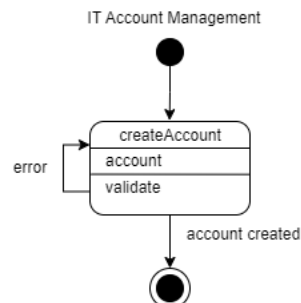 IT Account Management
createAccount
account
error
validate
account created